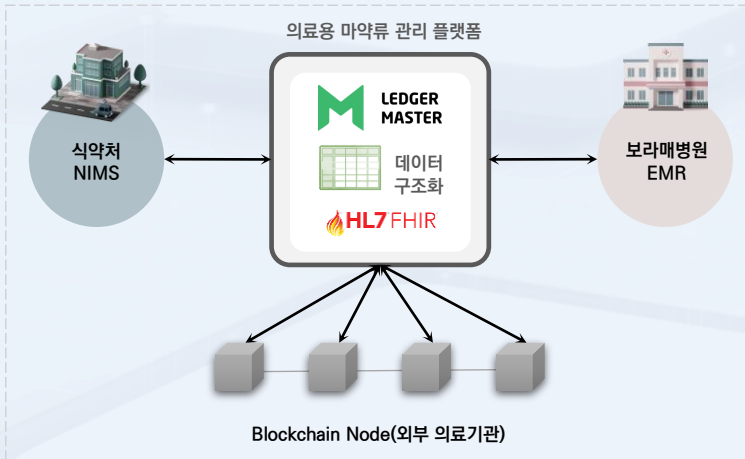 의료용 마약류 관리 플랫폼
LEDGER
MASTER
데이터
구조화
HL7 FHIR
식약처
NIMS
보라매병원
EMR
Blockchain Node(외부 의료기관)